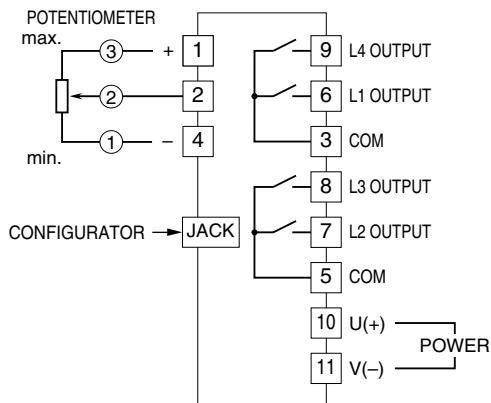 POTENTIOMETER
max.
3 + 1
2 2
1 – 4
min.
CONFIGURATOR JACK
9 L4 OUTPUT
6 L1 OUTPUT
3 COM
8 L3 OUTPUT
7 L2 OUTPUT
5 COM
10 U(+)
POWER
11 V(–)